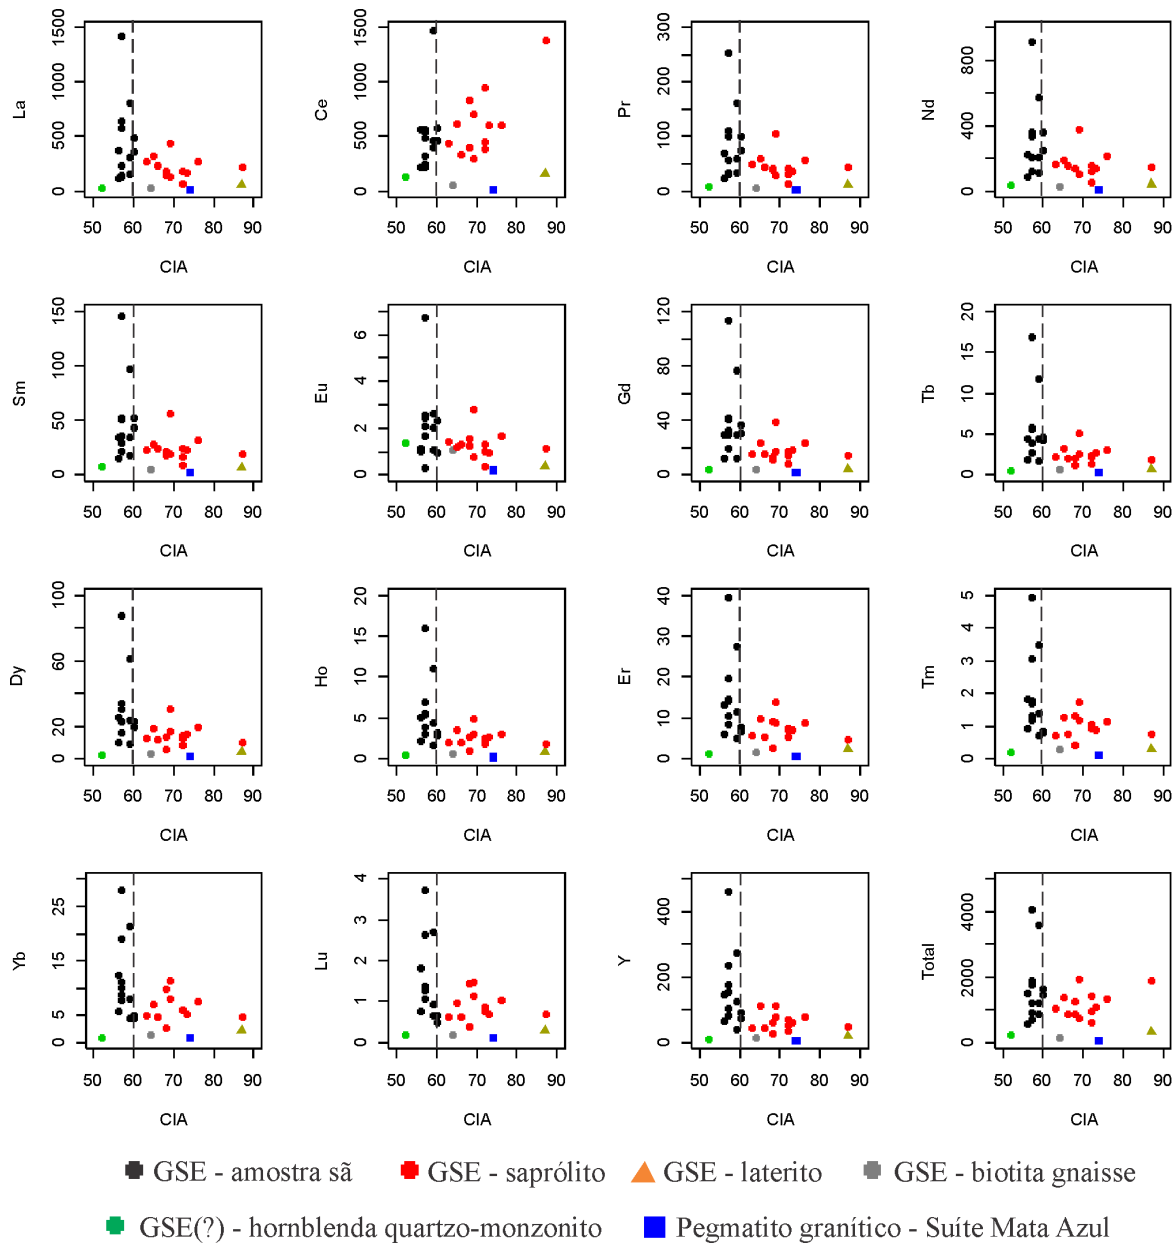 La
0 500 1000 1500
50 60 70 80 90
CIA
Ce
0 500 1000 1500
50 60 70 80 90
CIA
Pr
0 50 100 200 300
50 60 70 80 90
CIA
Nd
0 200 400 800
50 60 70 80 90
CIA
Sm
0 50 100 150
50 60 70 80 90
CIA
Eu
0 1 2 4 6
50 60 70 80 90
CIA
Gd
0 20 40 80 120
50 60 70 80 90
CIA
Tb
0 5 10 15 20
50 60 70 80 90
CIA
Dy
0 20 60 100
50 60 70 80 90
CIA
Ho
0 5 10 15 20
50 60 70 80 90
CIA
Er
0 10 20 30 40
50 60 70 80 90
CIA
Tm
0 1 2 3 4 5
50 60 70 80 90
CIA
Yb
0 5 10 15 25
50 60 70 80 90
CIA
Lu
0 1 2 3 4
50 60 70 80 90
CIA
Y
0 100 200 400
50 60 70 80 90
CIA
Total
0 1000 2000 4000
50 60 70 80 90
CIA
GSE - amostra sã GSE - saprólito GSE - laterito GSE - biotita gnaisse
GSE(?) - hornblenda quartzo-monzonito Pegmatito granítico - Suíte Mata Azul